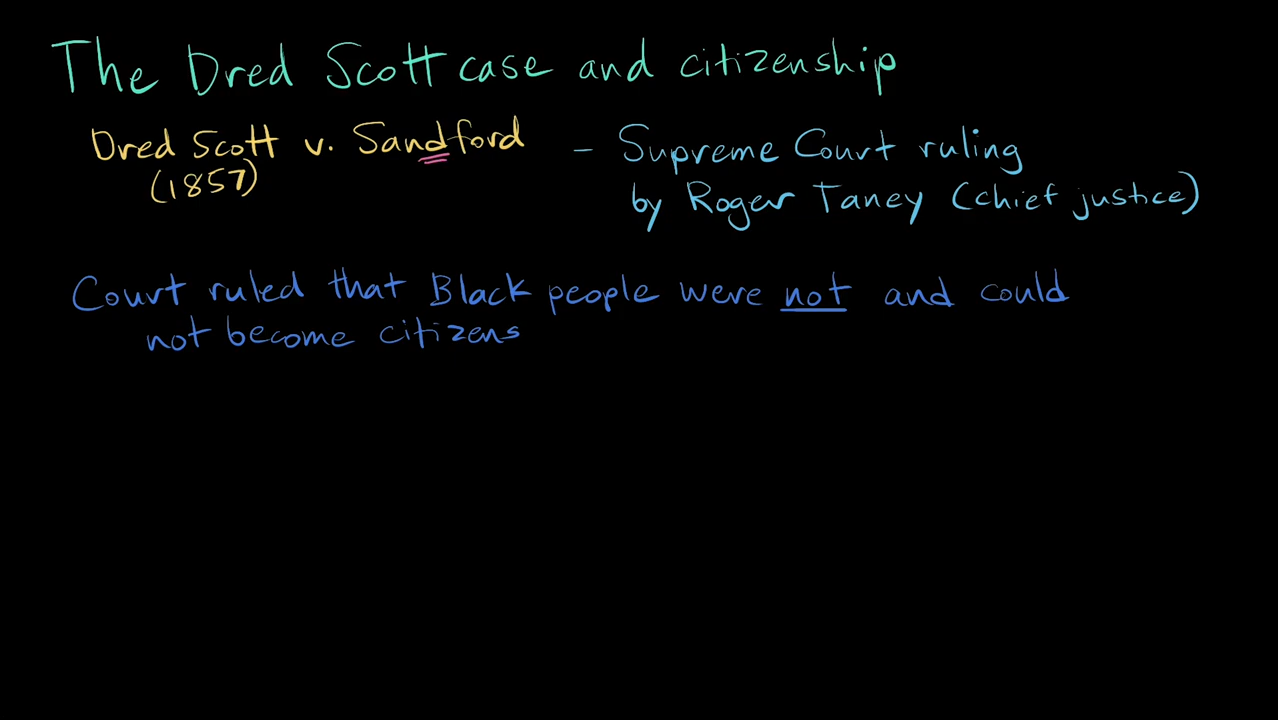 The Dred Scott case and citizenship
Dred Scott v. Sandford
(1857)
- Supreme Court ruling
by Roger Taney (chief justice)
Court ruled that Black people were not and could
not become citizens